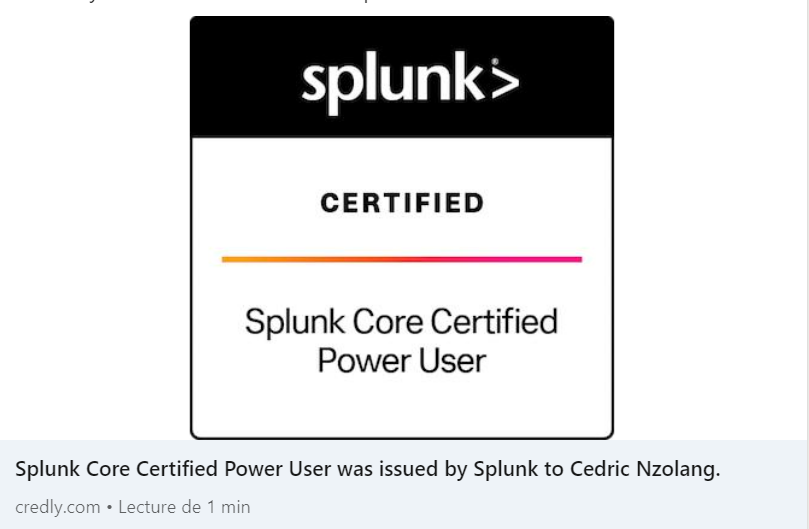 splunk>
CERTIFIED
Splunk Core Certified
Power User
Splunk Core Certified Power User was issued by Splunk to Cedric Nzolang.
credly.com • Lecture de 1 min